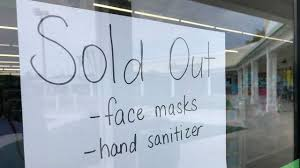 Sold Out
-face masks
-hand sanitizer